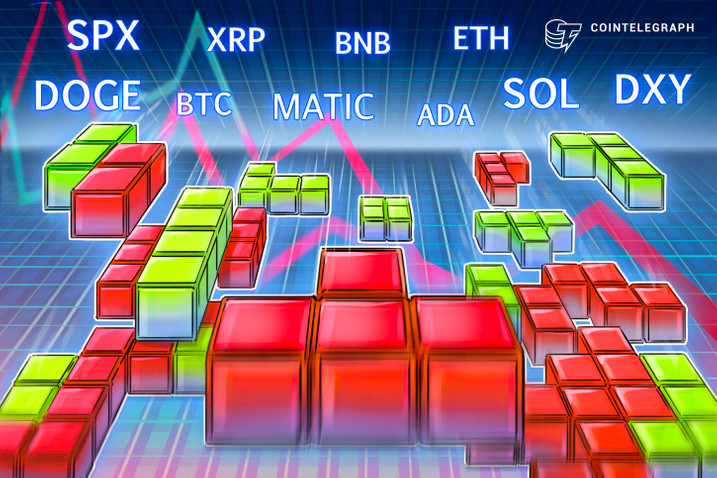 SPX XRP BNB ETH COINTELEGRAPH
DOGE BTC MATIC ADA SOL DXY